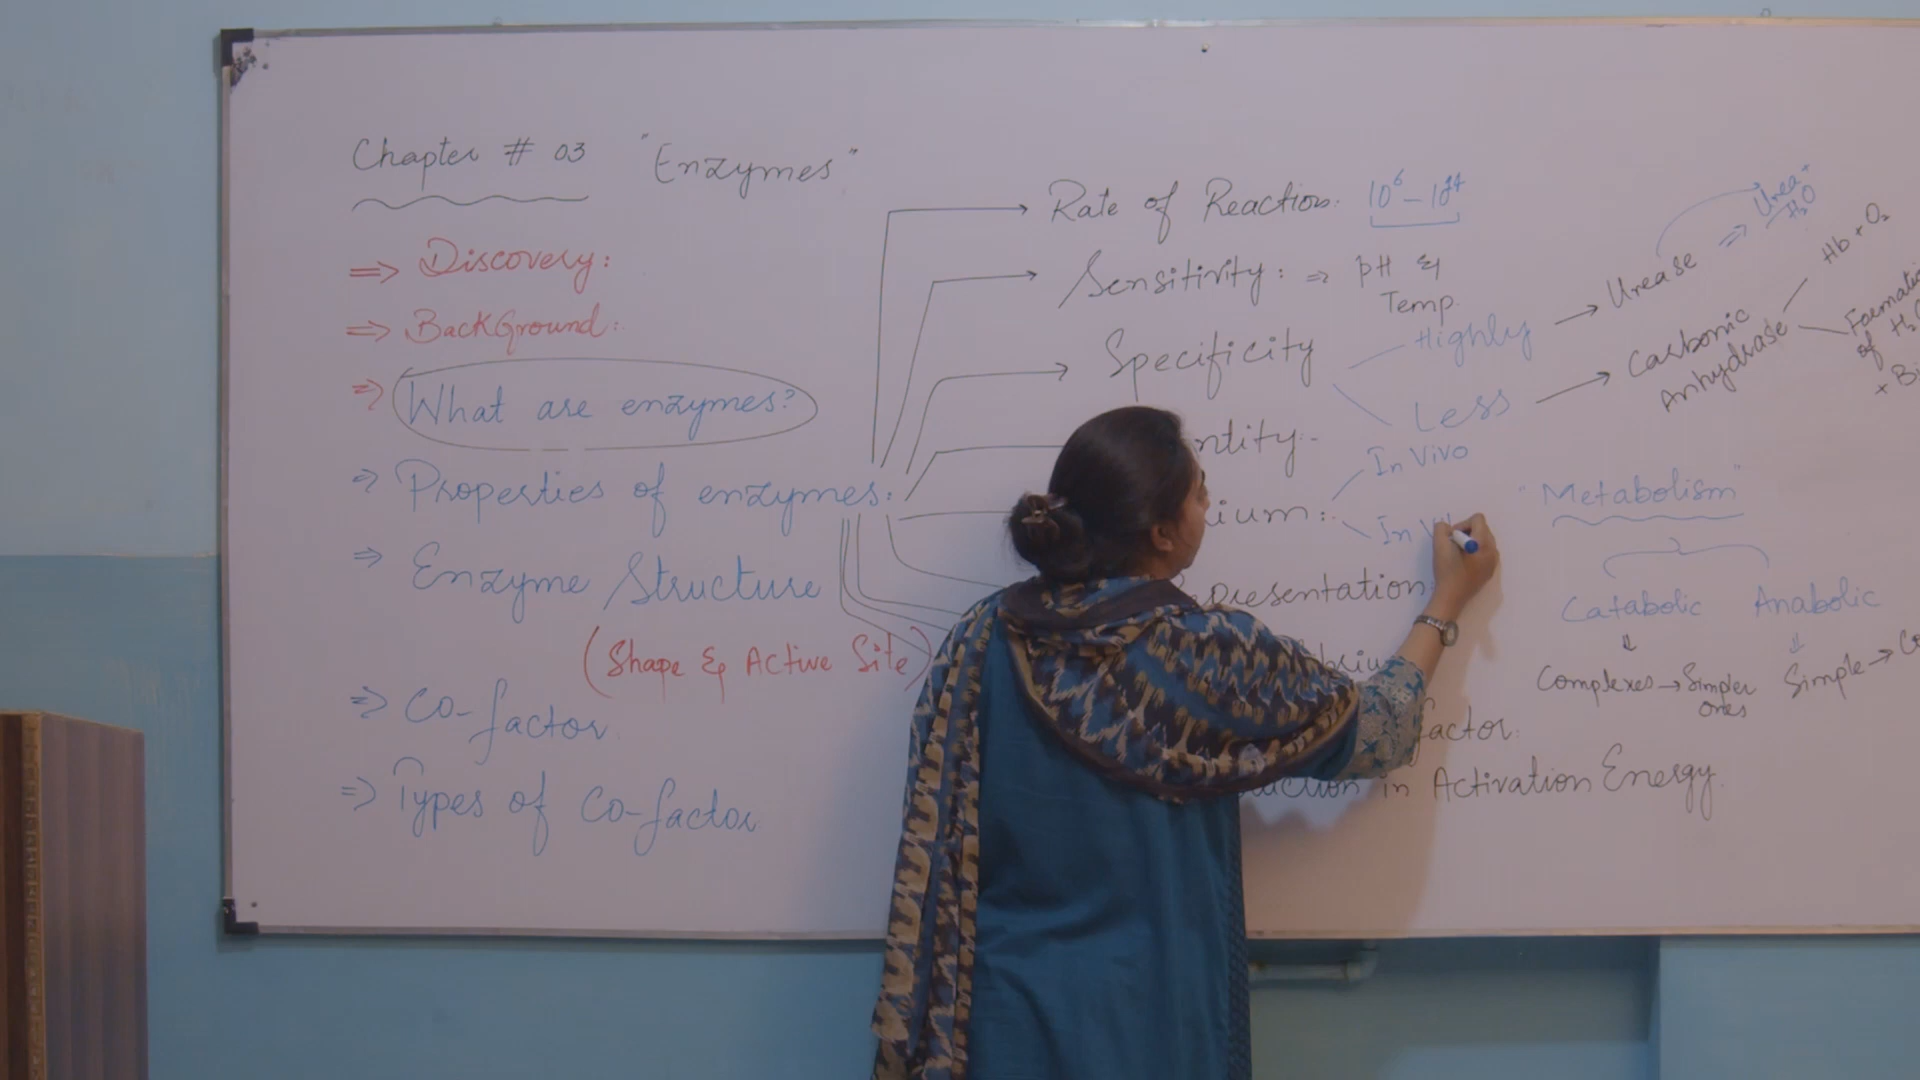 Chapter # 03 "Enzymes"
⇒ Discovery:
⇒ BackGround:
⇒ What are enzymes?
⇒ Properties of enzymes:
⇒ Enzyme Structure
(Shape & Active Site)
⇒ Co-factor
⇒ Types of Co-factor
Rate of Reaction: 10⁶ –
Sensitivity: ⇒ pH &
Temp.
Specificity
Highly → Urease ⇒ Urea +
H₂O
Less → Carbonic
Anhydrase
Hb + O₂
of
ntity:-
ium:
In Vivo
In
presentation
factor:
in Activation Energy.
"Metabolism"
Catabolic Anabolic
Complexes → Simpler
ones
Simple →